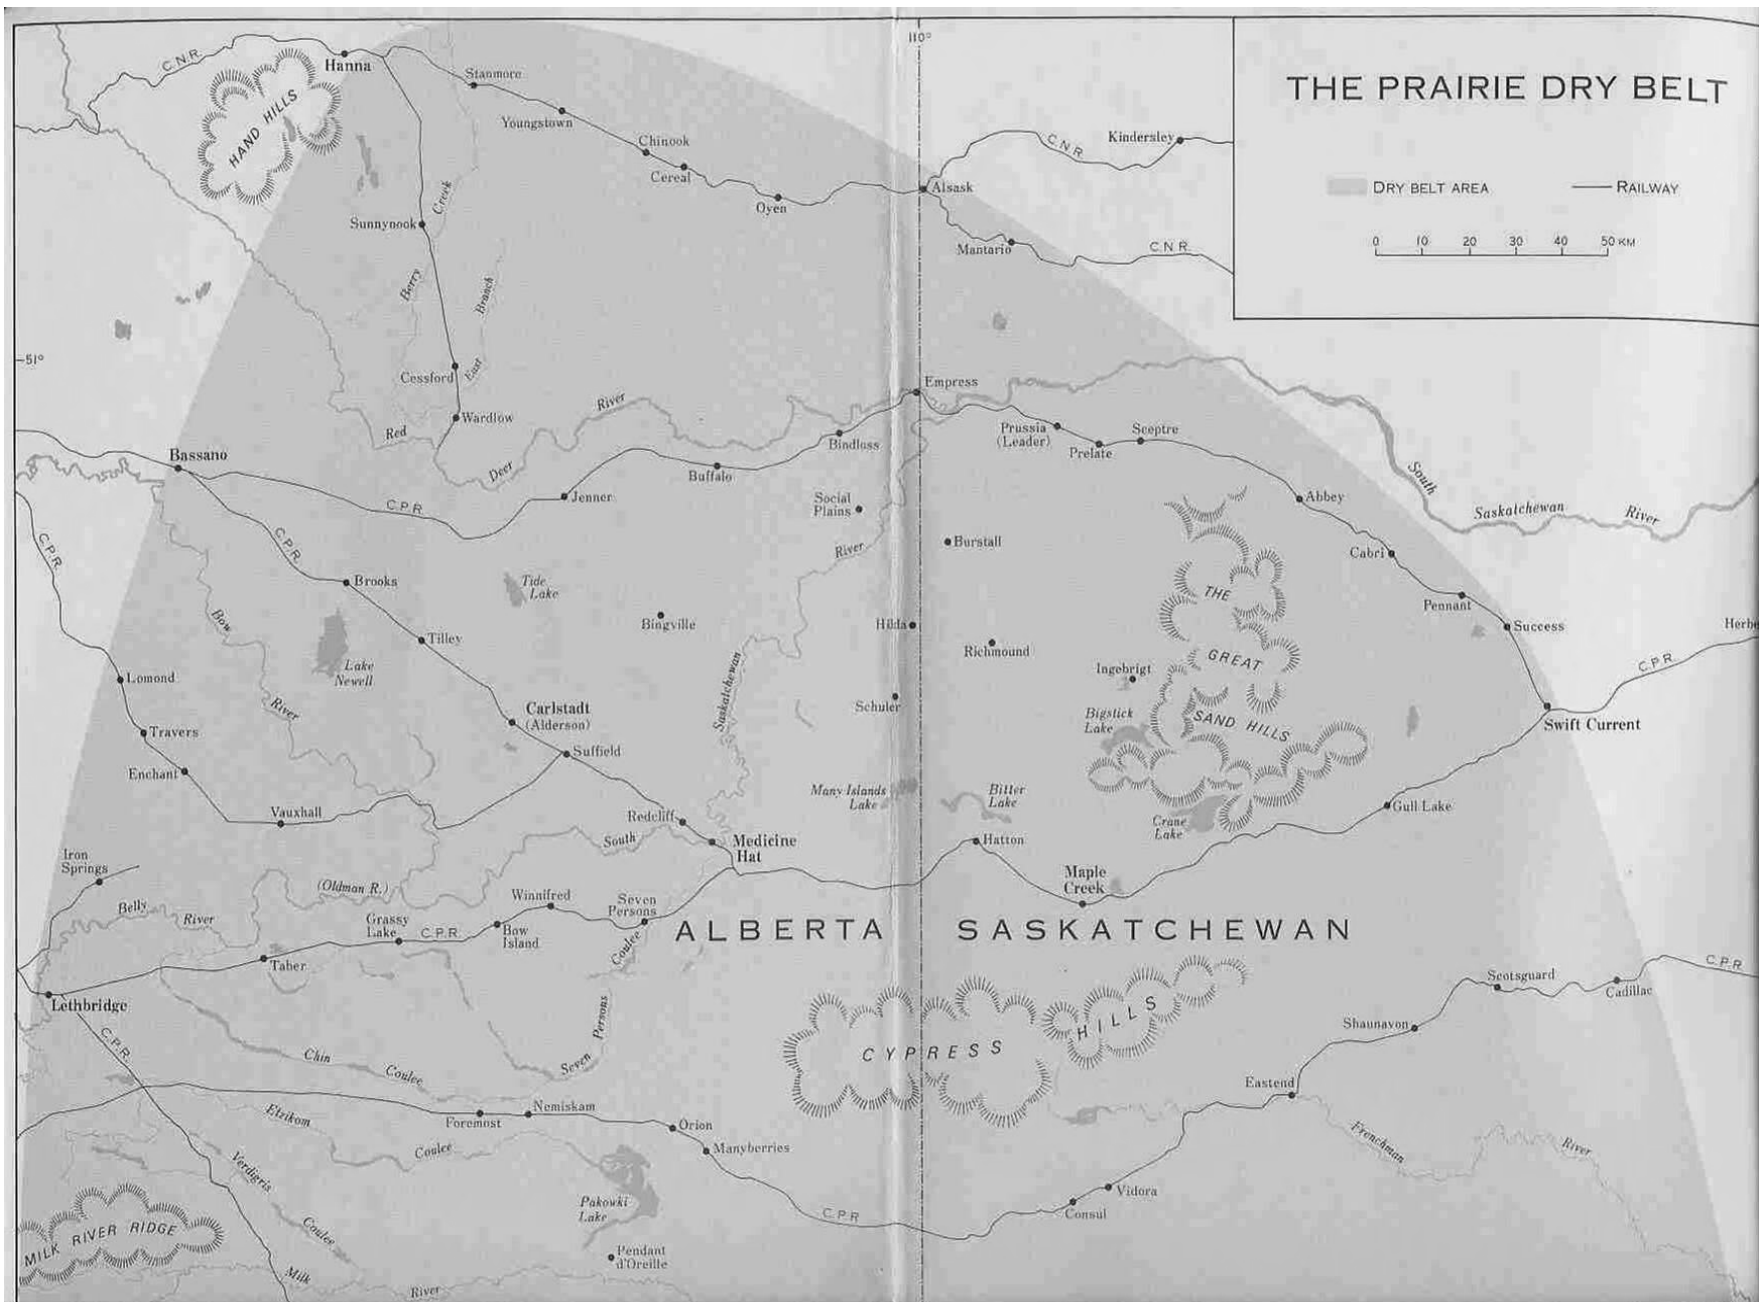 THE PRAIRIE DRY BELT
DRY BELT AREA
RAILWAY
0 10 20 30 40 50 KM
110°
51°
C.N.R.
Hanna
HAND HILLS
Stanmore
Youngstown
Chinook
Cereal
Oyen
Alsask
C.N.R.
Kindersley
Mantario
C.N.R.
Sunnynook
Berry
Creek
East
Branch
Cessford
Wardlow
Red
Deer
River
Empress
Bindloss
Buffalo
Jenner
Bassano
C.P.R.
C.P.R.
C.P.R.
Prussia
(Leader)
Prelate
Sceptre
Abbey
Cabri
Pennant
Success
South
Saskatchewan
River
Herbe
C.P.R.
Swift Current
Social
Plains
River
Burstall
Brooks
Tilley
Tide
Lake
Bingville
Hilda
Richmound
Ingebrigt
THE
GREAT
SAND HILLS
Bow
River
Lake
Newell
Lomond
Travers
Enchant
Vauxhall
Carlstadt
(Alderson)
Suffield
Saskatchewan
Schuler
Bigstick
Lake
Many Islands
Lake
Bitter
Lake
Crane
Lake
Gull Lake
Redcliff
South
Medicine
Hat
Hatton
Maple
Creek
Iron
Springs
Belly
River
(Oldman R.)
Grassy
Lake
C.P.R.
Winnifred
Bow
Island
Seven
Persons
Taber
Lethbridge
C.P.R.
ALBERTA
SASKATCHEWAN
Coulee
Persons
Seven
CYPRESS
HILLS
C.P.R.
Scotsguard
Cadillac
Shaunavon
Eastend
Chin
Coulee
Etzikom
Coulee
Foremost
Nemiskam
Orion
Manyberries
Verdigris
Coulee
Pakowki
Lake
C.P.R.
Consul
Vidora
Frenchman
River
MILK RIVER RIDGE
Milk
River
Pendant
d'Oreille